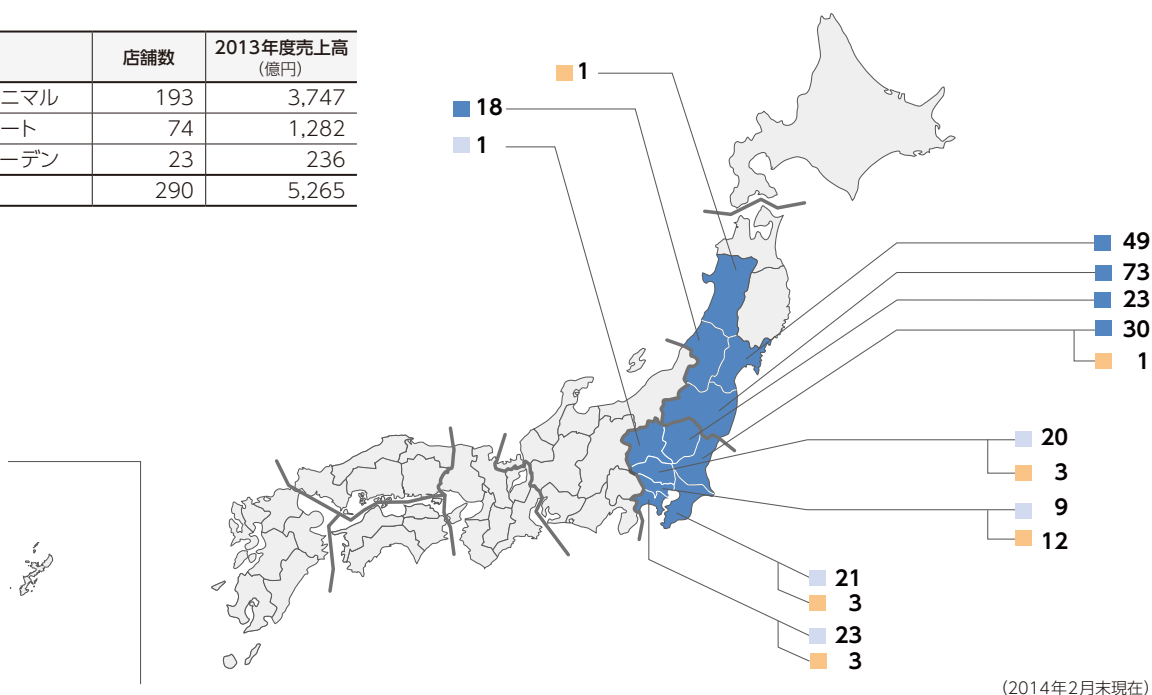 店舗数 2013年度売上高
(億円)
ニマル 193 3,747
ート 74 1,282
ーデン 23 236
290 5,265
1
18
1
49
73
23
30
1
20
3
9
12
21
3
23
3
(2014年2月末現在)